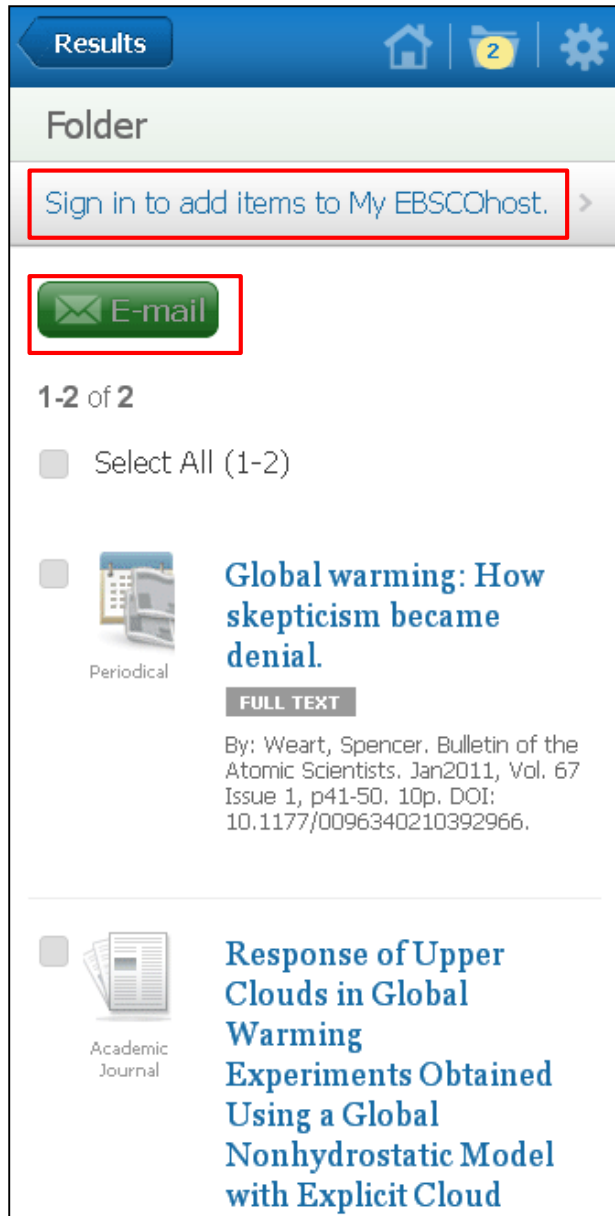 Results
2
Folder
Sign in to add items to My EBSCOhost.
E-mail
1-2 of 2
Select All (1-2)
Global warming: How
skepticism became
denial.
Periodical
FULL TEXT
By: Weart, Spencer. Bulletin of the
Atomic Scientists. Jan2011, Vol. 67
Issue 1, p41-50. 10p. DOI:
10.1177/0096340210392966.
Response of Upper
Clouds in Global
Warming
Experiments Obtained
Using a Global
Nonhydrostatic Model
with Explicit Cloud
Academic
Journal